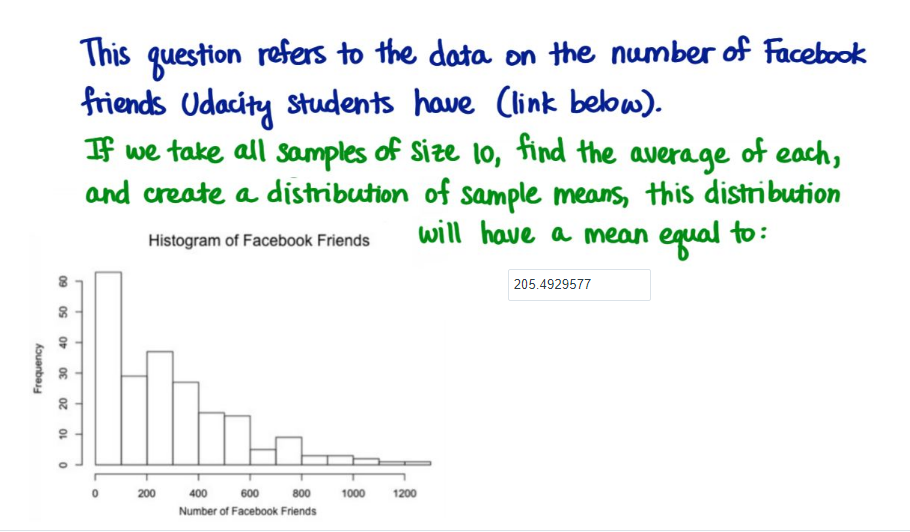 This question refers to the data on the number of Facebook
friends Udacity students have (link below).
If we take all samples of size 10, find the average of each,
and create a distribution of sample means, this distribution
will have a mean equal to:
205.4929577
Histogram of Facebook Friends
Frequency
60
50
40
30
20
10
0
0 200 400 600 800 1000 1200
Number of Facebook Friends